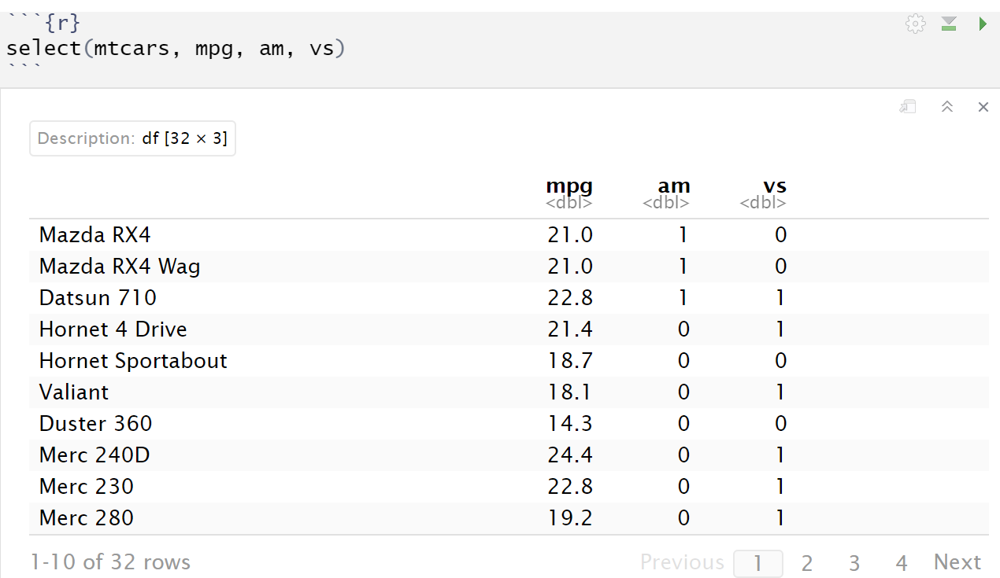 ```{r}
select(mtcars, mpg, am, vs)
```
Description: df [32 × 3]
mpg am vs
<dbl> <dbl> <dbl>
Mazda RX4 21.0 1 0
Mazda RX4 Wag 21.0 1 0
Datsun 710 22.8 1 1
Hornet 4 Drive 21.4 0 1
Hornet Sportabout 18.7 0 0
Valiant 18.1 0 1
Duster 360 14.3 0 0
Merc 240D 24.4 0 1
Merc 230 22.8 0 1
Merc 280 19.2 0 1
1-10 of 32 rows Previous 1 2 3 4 Next